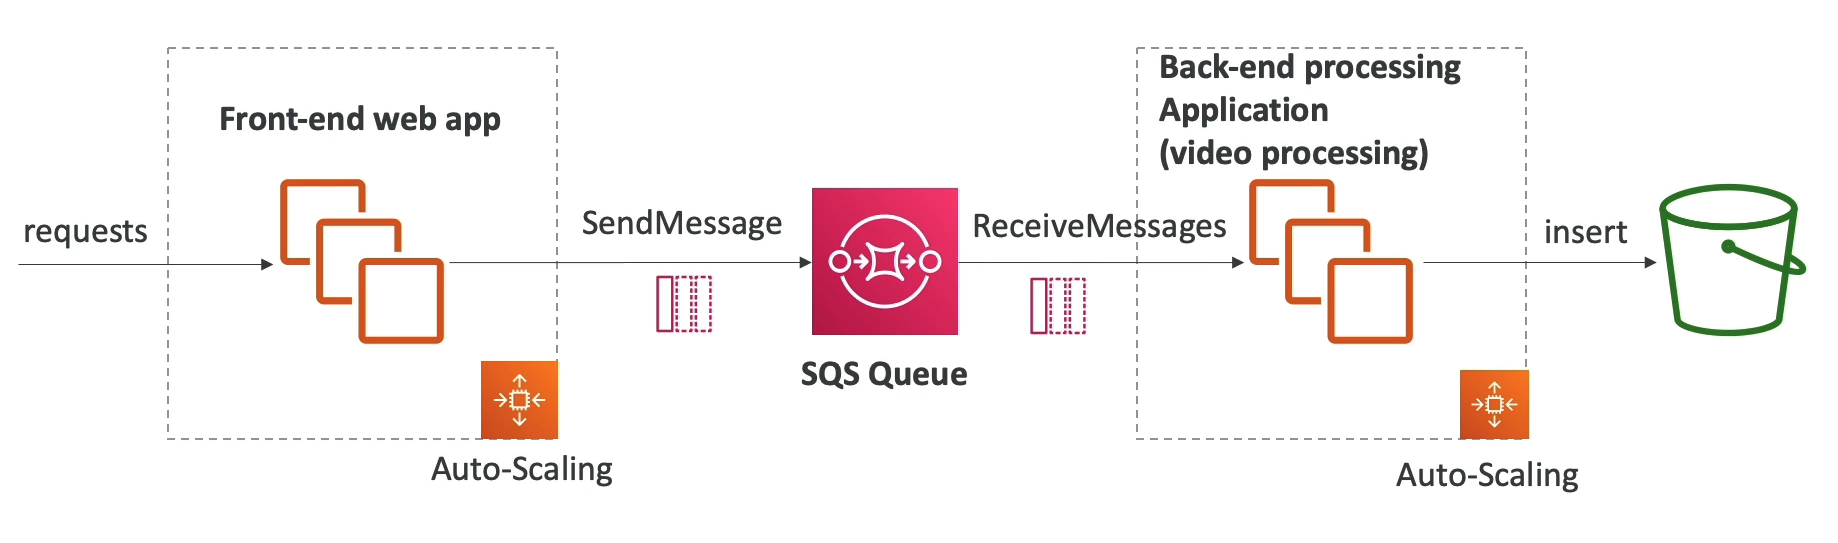 requests
Front-end web app
Auto-Scaling
SendMessage
SQS Queue
ReceiveMessages
Back-end processing
Application
(video processing)
Auto-Scaling
insert